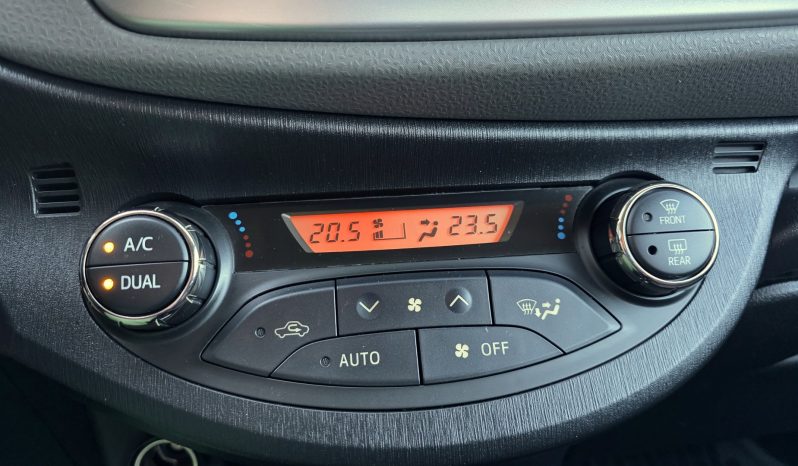 A/C
DUAL
20.5 23.5
FRONT
REAR
AUTO
OFF